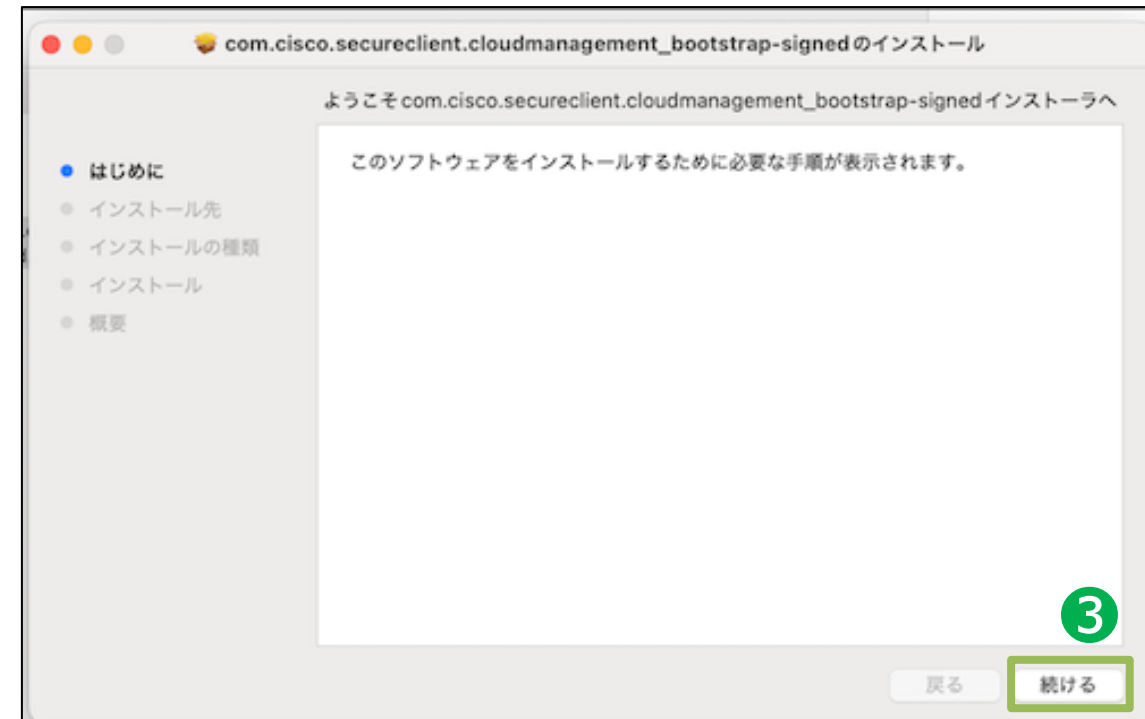 com.cisco.secureclient.cloudmanagement_bootstrap-signedのインストール
ようこそcom.cisco.secureclient.cloudmanagement_bootstrap-signedインストーラへ
はじめに
インストール先
インストールの種類
インストール
概要
このソフトウェアをインストールするために必要な手順が表示されます。
3
戻る
続ける